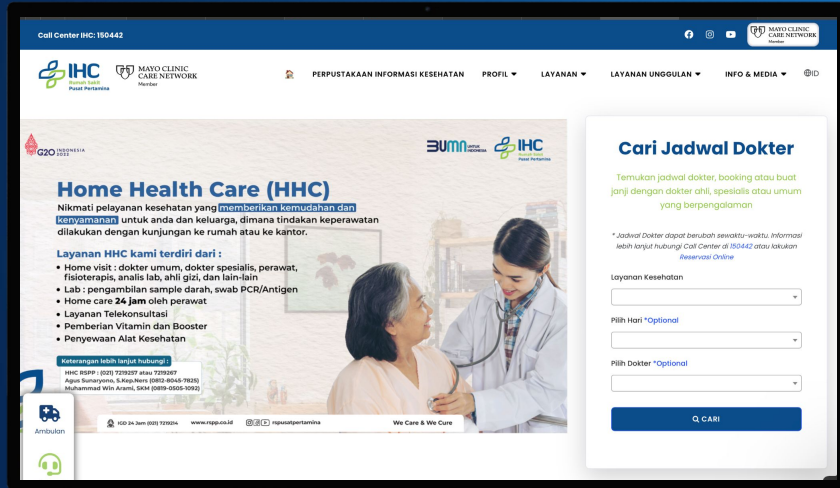 Call Center IHC: 150442
MAYO CLINIC
CARE NETWORK
Member
IHC
Rumah Sakit
Pusat Pertamina
MAYO CLINIC
CARE NETWORK
Member
PERPUSTAKAAN INFORMASI KESEHATAN
PROFIL
LAYANAN
LAYANAN UNGGULAN
INFO & MEDIA
ID
G20 INDONESIA
2022
BUMN UNTUK
INDONESIA
IHC
Rumah Sakit
Pusat Pertamina
Home Health Care (HHC)
Nikmati pelayanan kesehatan yang memberikan kemudahan dan
kenyamanan untuk anda dan keluarga, dimana tindakan keperawatan
dilakukan dengan kunjungan ke rumah atau ke kantor.
Layanan HHC kami terdiri dari :
• Home visit : dokter umum, dokter spesialis, perawat,
fisioterapis, analis lab, ahli gizi, dan lain-lain
• Lab : pengambilan sample darah, swab PCR/Antigen
• Home care 24 jam oleh perawat
• Layanan Telekonsultasi
• Pemberian Vitamin dan Booster
• Penyewaan Alat Kesehatan
Keterangan lebih lanjut hubungi :
HHC RSPP : (021) 7219257 atau 7219267
Agus Sunaryono, S.Kep.Ners (0812-8045-7825)
Muhammad Win Arami, SKM (0819-0505-1092)
IGD 24 Jam (021) 7219214
www.rspp.co.id
rspusatpertamina
We Care & We Cure
Ambulan
Cari Jadwal Dokter
Temukan jadwal dokter, booking atau buat
janji dengan dokter ahli, spesialis atau umum
yang berpengalaman
* Jadwal Dokter dapat berubah sewaktu-waktu. Informasi
lebih lanjut hubungi Call Center di 150442 atau lakukan
Reservasi Online
Layanan Kesehatan
Pilih Hari *Optional
Pilih Dokter *Optional
CARI